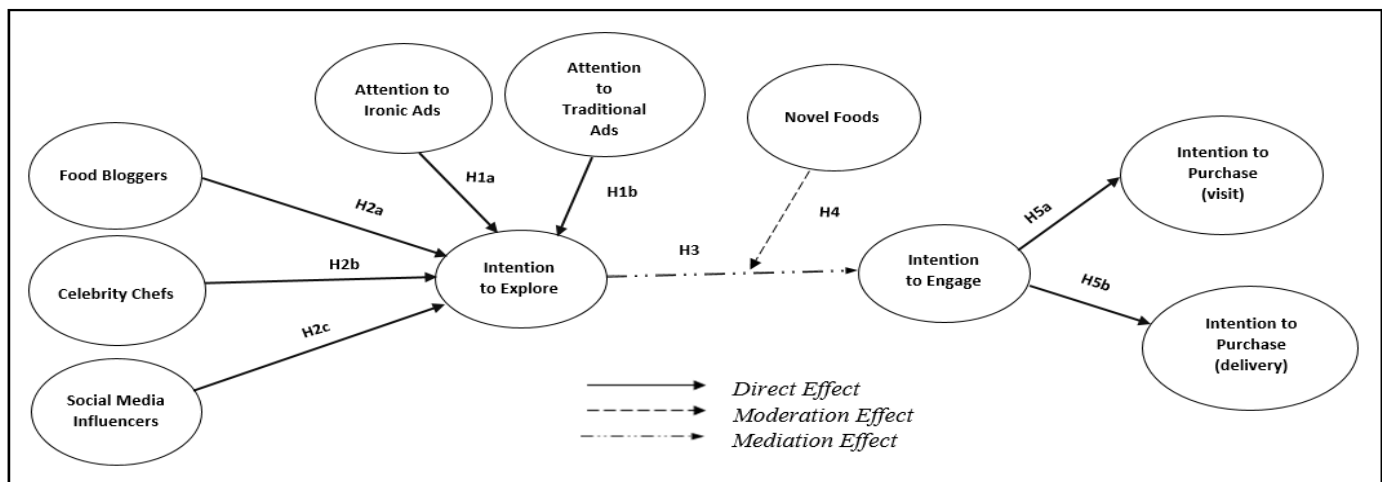 Attention to
Ironic Ads
Attention
to
Traditional
Ads
Novel Foods
Food Bloggers
Intention to
Purchase
(visit)
H1a
H1b
H2a
H4
H5a
H2b
Celebrity Chefs
Intention
to Explore
H3
Intention
to Engage
H5b
H2c
Intention to
Purchase
(delivery)
Social Media
Influencers
Direct Effect
Moderation Effect
Mediation Effect